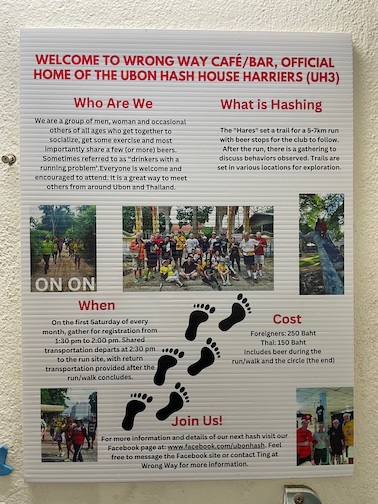 WELCOME TO WRONG WAY CAFÉ/BAR, OFFICIAL
HOME OF THE UBON HASH HOUSE HARRIERS (UH3)
Who Are We
We are a group of men, woman and occasional
others of all ages who get together to
socialize, get some exercise and most
importantly share a few (or more) beers.
Sometimes referred to as "drinkers with a
running problem".Everyone is welcome and
encouraged to attend. It is a great way to meet
others from around Ubon and Thailand.
What is Hashing
The "Hares" set a trail for a 5-7km run
with beer stops for the club to follow.
After the run, there is a gathering to
discuss behaviors observed. Trails are
set in various locations for exploration.
ON ON
When
On the first Saturday of every
month, gather for registration from
1:30 pm to 2:00 pm. Shared
transportation departs at 2:30 pm
to the run site, with return
transportation provided after the
run/walk concludes.
Cost
Foreigners: 250 Baht
Thai: 150 Baht
Includes beer during the
run/walk and the circle (the end)
Join Us!
For more information and details of our next hash visit our
Facebook page at: www.facebook.com/ubonhash. Feel
free to message the Facebook site or contact Ting at
Wrong Way for more information.